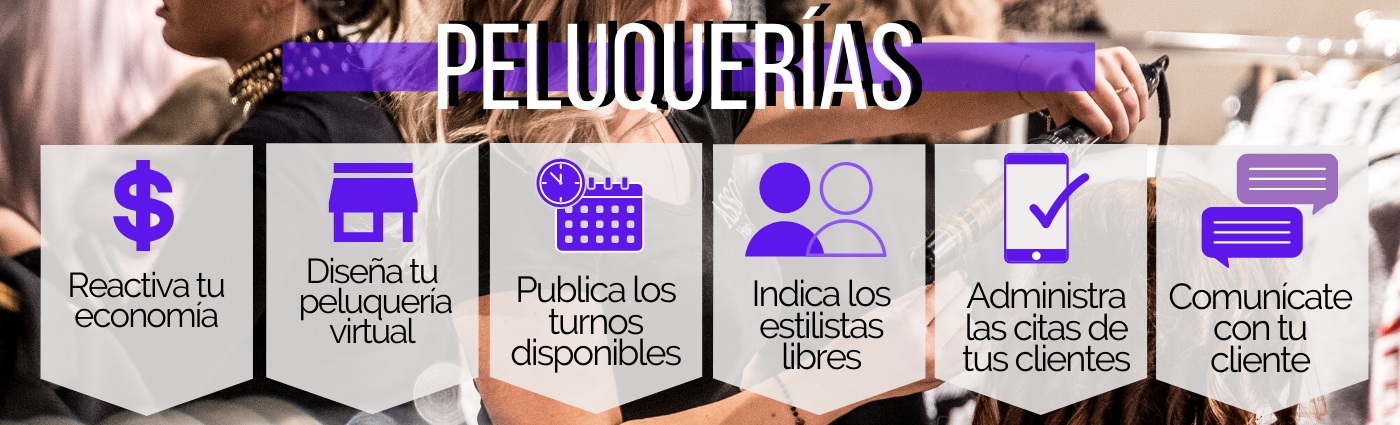 PELUQUERÍAS
Reactiva tu
economía
Diseña tu
peluquería
virtual
Publica los
turnos
disponibles
Indica los
estilistas
libres
Administra
las citas de
tus clientes
Comunícate
con tu
cliente